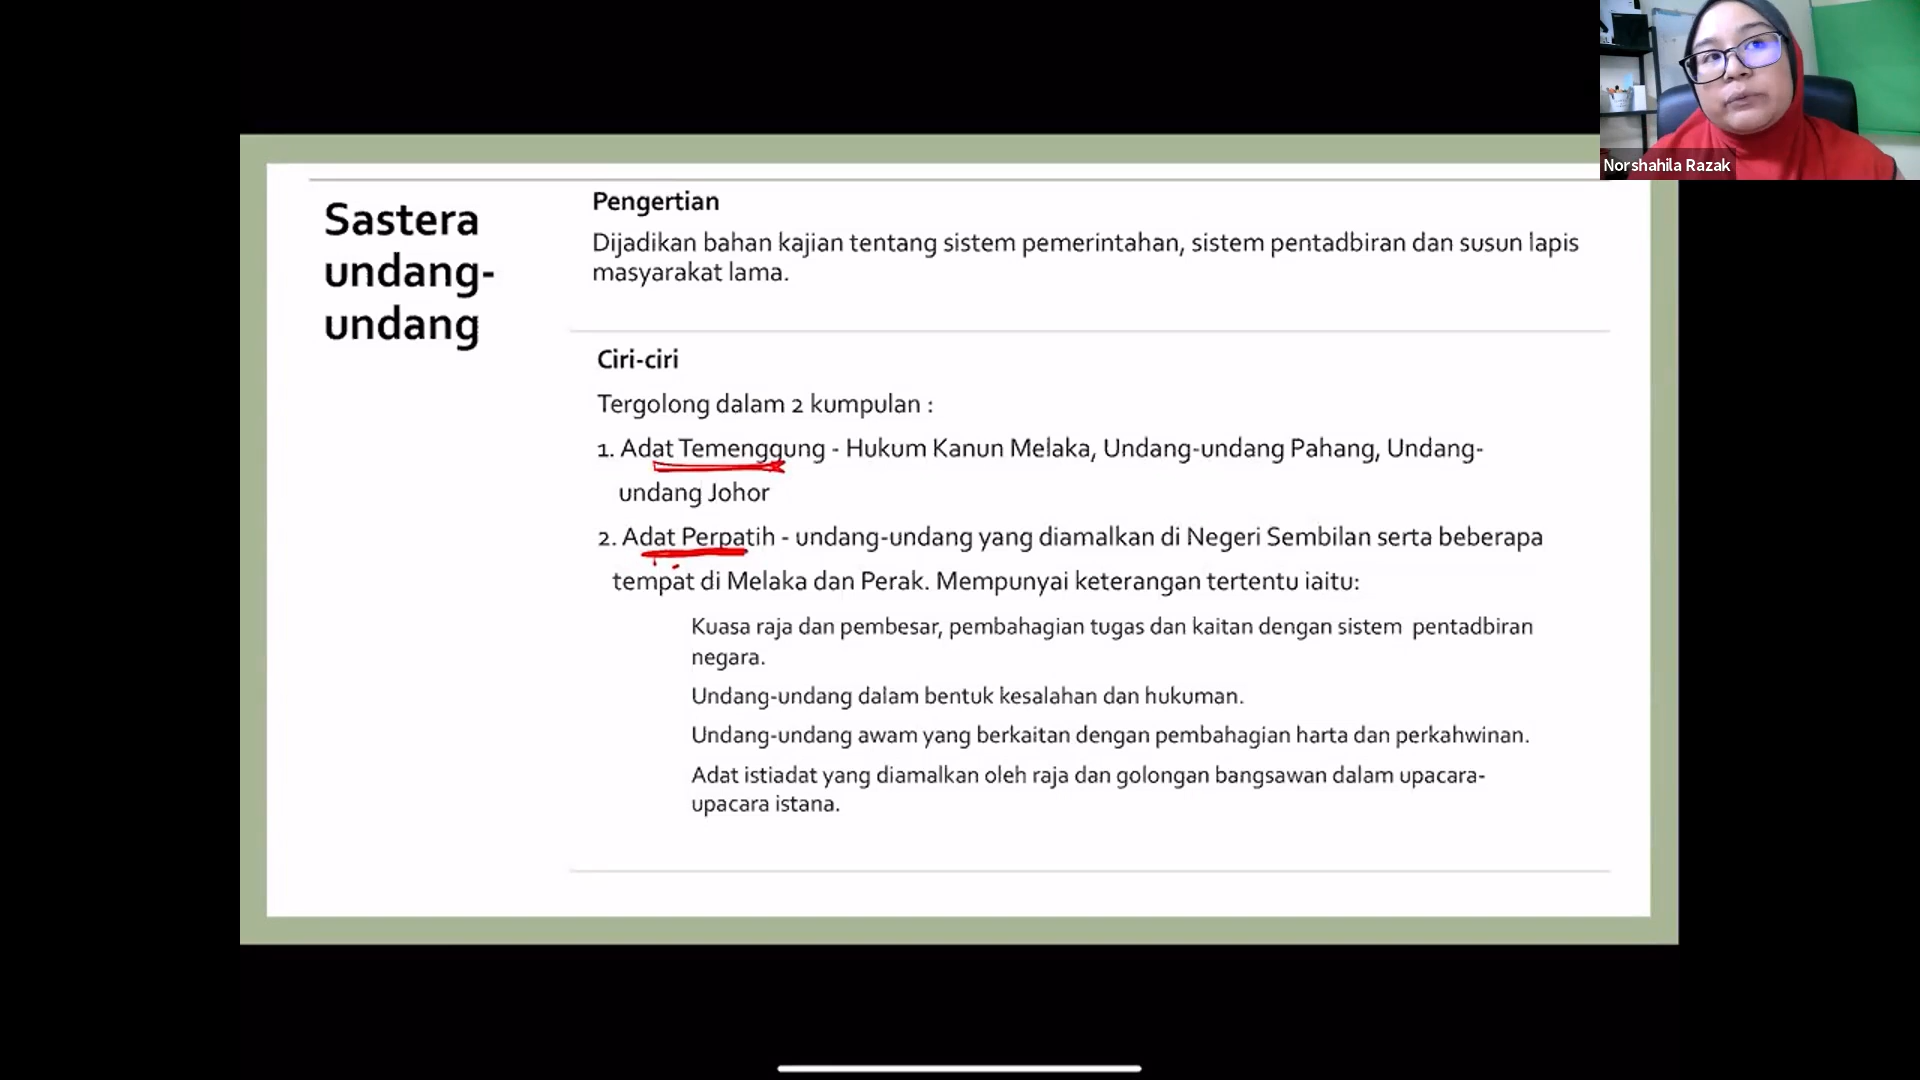 Norshahila Razak
Sastera
undang-
undang
Pengertian
Dijadikan bahan kajian tentang sistem pemerintahan, sistem pentadbiran dan susun lapis
masyarakat lama.
Ciri-ciri
Tergolong dalam 2 kumpulan :
1. Adat Temenggung - Hukum Kanun Melaka, Undang-undang Pahang, Undang-
undang Johor
2. Adat Perpatih - undang-undang yang diamalkan di Negeri Sembilan serta beberapa
tempat di Melaka dan Perak. Mempunyai keterangan tertentu iaitu:
Kuasa raja dan pembesar, pembahagian tugas dan kaitan dengan sistem pentadbiran
negara.
Undang-undang dalam bentuk kesalahan dan hukuman.
Undang-undang awam yang berkaitan dengan pembahagian harta dan perkahwinan.
Adat istiadat yang diamalkan oleh raja dan golongan bangsawan dalam upacara-
upacara istana.